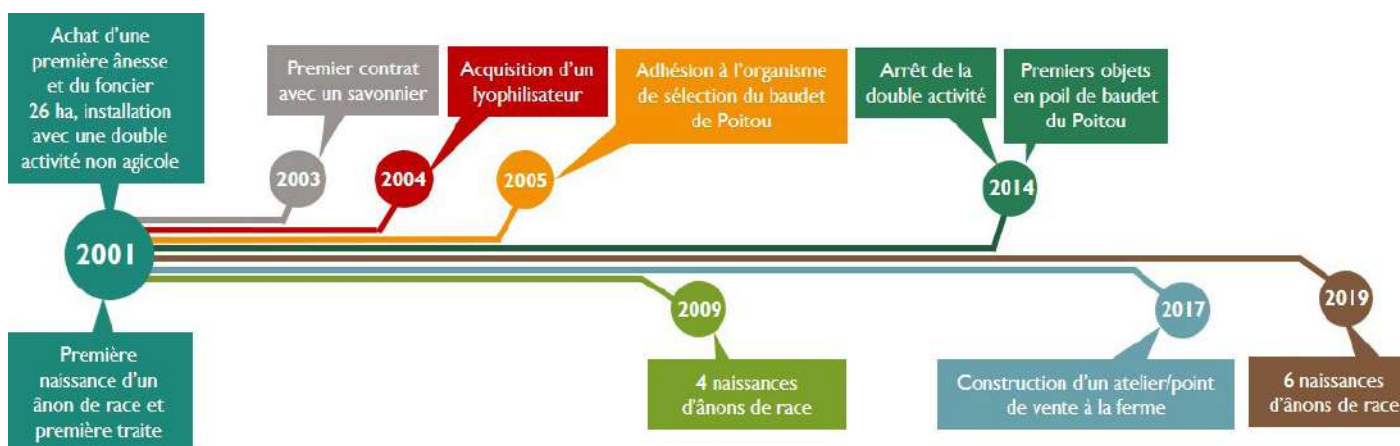 Achat d'une
première ânesse
et du foncier
26 ha, installation
avec une double
activité non agicole
2001
Première
naissance d'un
ânon de race et
première traite
Premier contrat
avec un savonnier
2003
Acquisition d'un
lyophilisateur
2004
Adhésion à l'organisme
de sélection du baudet
de Poitou
2005
4 naissances
d'ânons de race
2009
Arrêt de la
double activité
Premiers objets
en poil de baudet
du Poitou
2014
2017
Construction d'un atelier/point
de vente à la ferme
2019
6 naissances
d'ânons de race